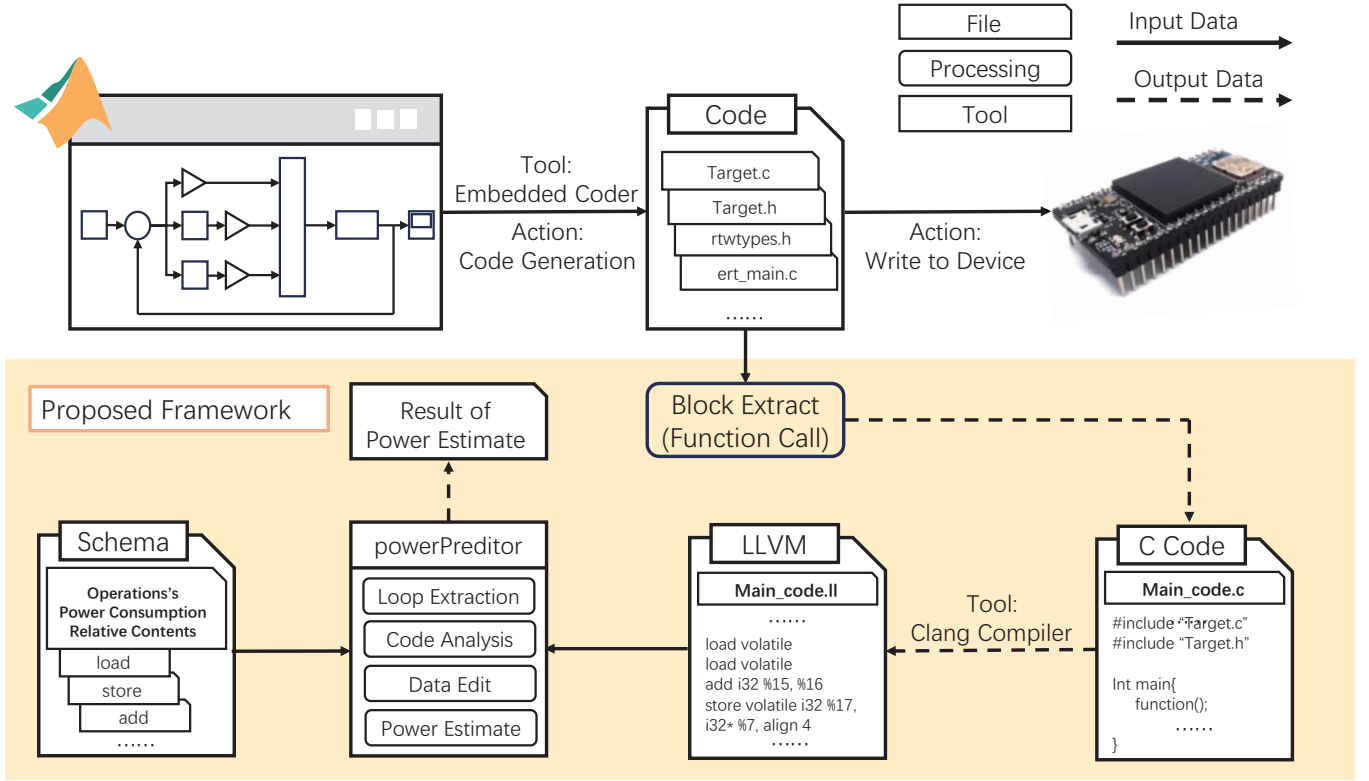 File
Input Data
Processing
Output Data
Tool
Code
Target.c
Target.h
rtwtypes.h
ert_main.c
......
Tool:
Embedded Coder
Action:
Code Generation
Action:
Write to Device
Proposed Framework
Result of
Power Estimate
Block Extract
(Function Call)
Schema
Operations's
Power Consumption
Relative Contents
load
store
add
......
powerPreditor
Loop Extraction
Code Analysis
Data Edit
Power Estimate
LLVM
Main_code.ll
......
load volatile
load volatile
add i32 %15, %16
store volatile i32 %17,
i32* %7, align 4
......
Tool:
Clang Compiler
C Code
Main_code.c
......
#include “Target.c”
#include “Target.h”
Int main{
function();
......
}